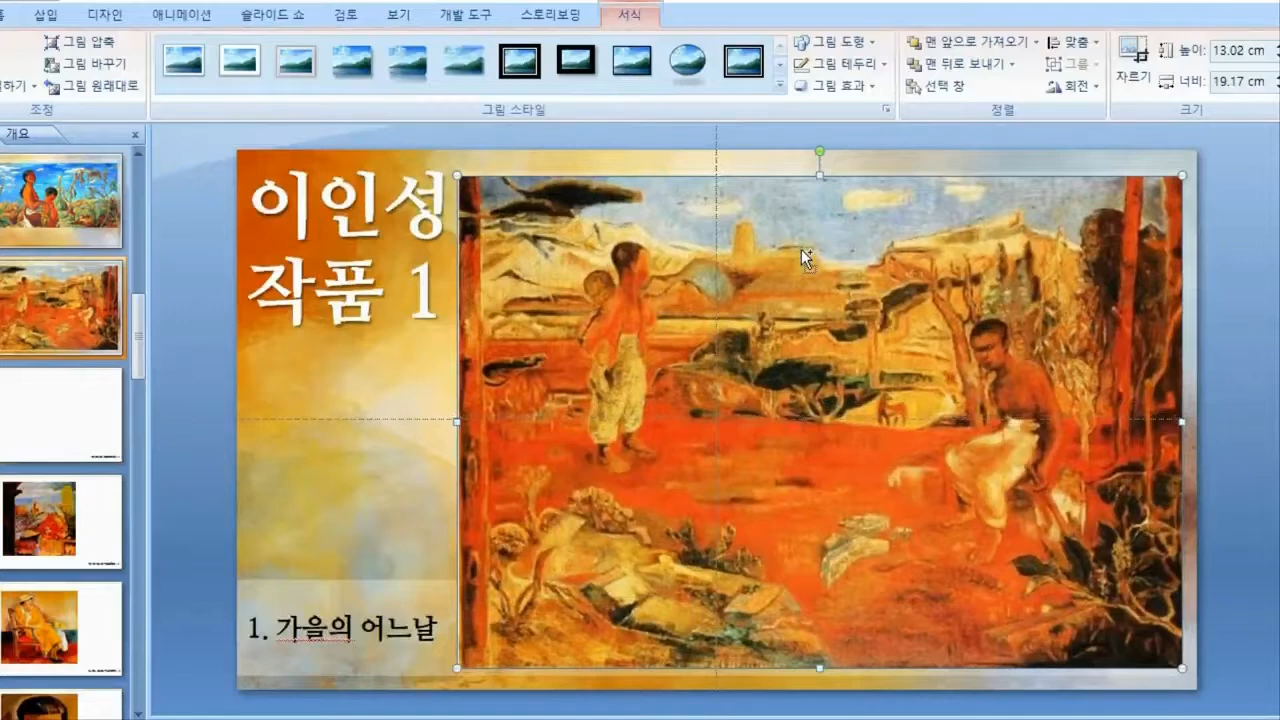 삽입 디자인 애니메이션 슬라이드 쇼 검토 보기 개발 도구 스토리보딩 서식
그림 압축
그림 바꾸기
그림 원래대로
조정
그림 스타일
그림 도형
그림 테두리
그림 효과
맨 앞으로 가져오기
맨 뒤로 보내기
선택 창
맞춤
그룹
회전
정렬
자르기
높이: 13.02 cm
너비: 19.17 cm
크기
개요
이인성
작품 1
1. 가을의 어느날